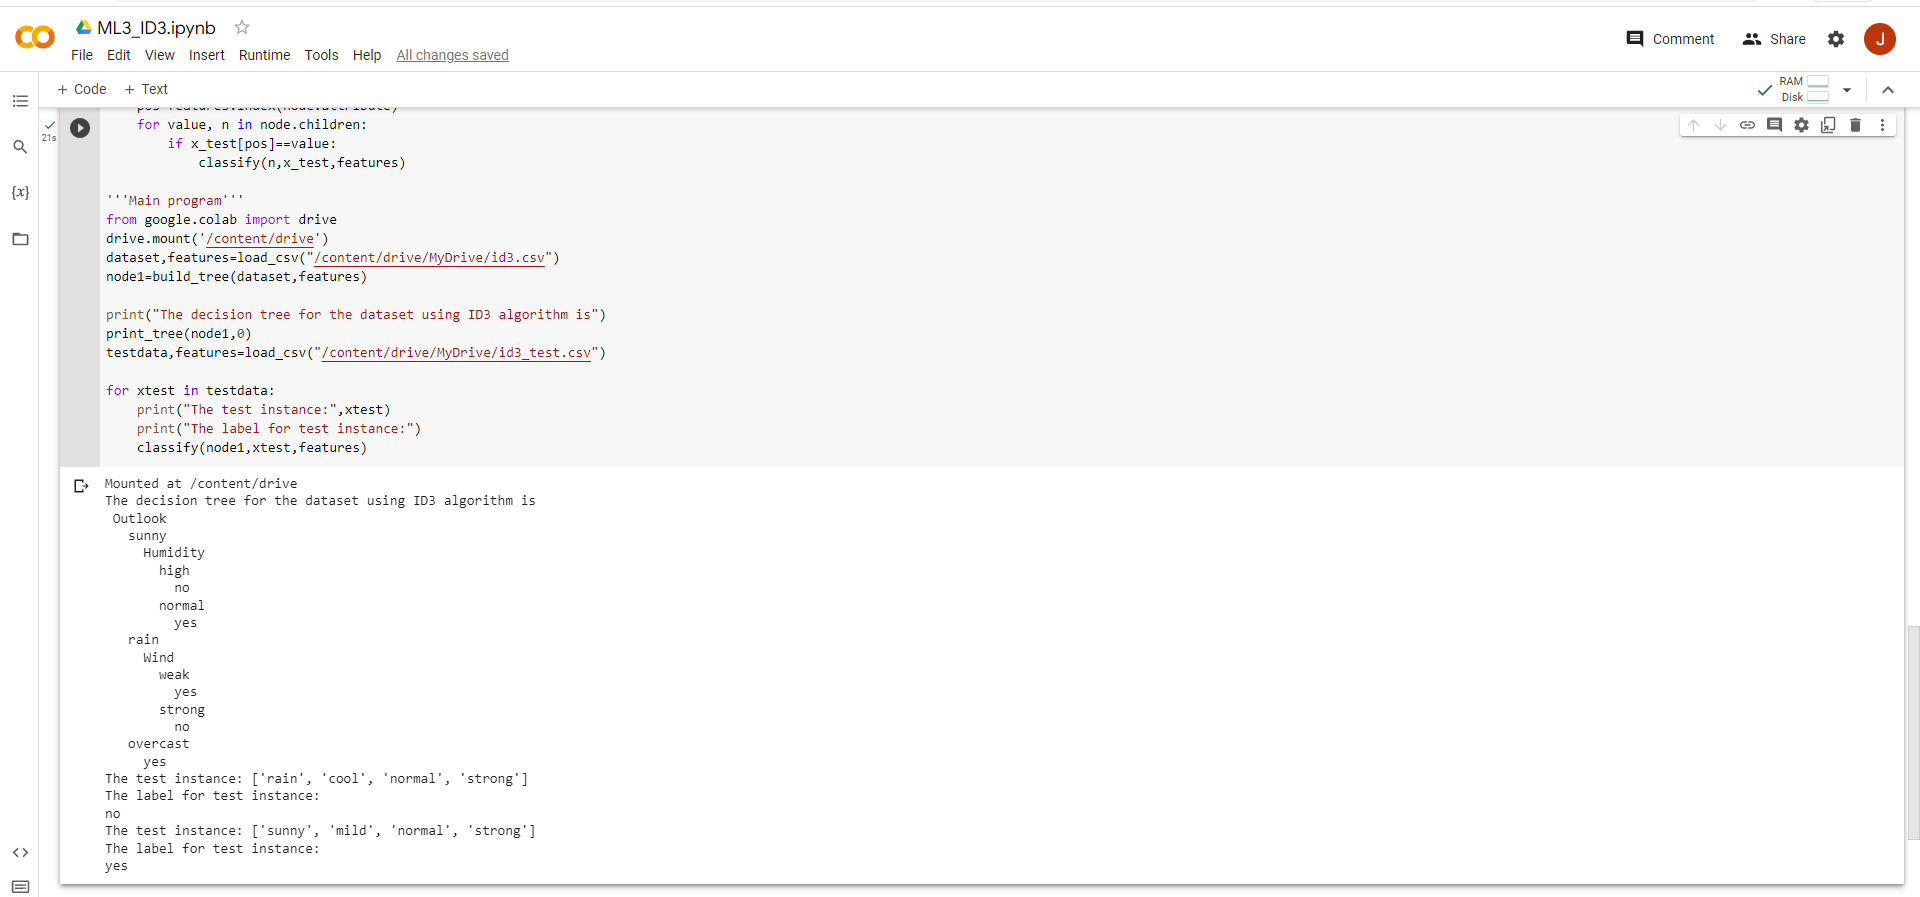 ML3_ID3.ipynb
File Edit View Insert Runtime Tools Help All changes saved
Comment Share J
+ Code + Text
RAM
Disk
21s
pos=features.index(node.attribute)
for value, n in node.children:
if x_test[pos]==value:
classify(n,x_test,features)
'''Main program'''
from google.colab import drive
drive.mount('/content/drive')
dataset,features=load_csv("/content/drive/MyDrive/id3.csv")
node1=build_tree(dataset,features)
print("The decision tree for the dataset using ID3 algorithm is")
print_tree(node1,0)
testdata,features=load_csv("/content/drive/MyDrive/id3_test.csv")
for xtest in testdata:
print("The test instance:",xtest)
print("The label for test instance:")
classify(node1,xtest,features)
Mounted at /content/drive
The decision tree for the dataset using ID3 algorithm is
Outlook
sunny
Humidity
high
no
normal
yes
rain
Wind
weak
yes
strong
no
overcast
yes
The test instance: ['rain', 'cool', 'normal', 'strong']
The label for test instance:
no
The test instance: ['sunny', 'mild', 'normal', 'strong']
The label for test instance:
yes